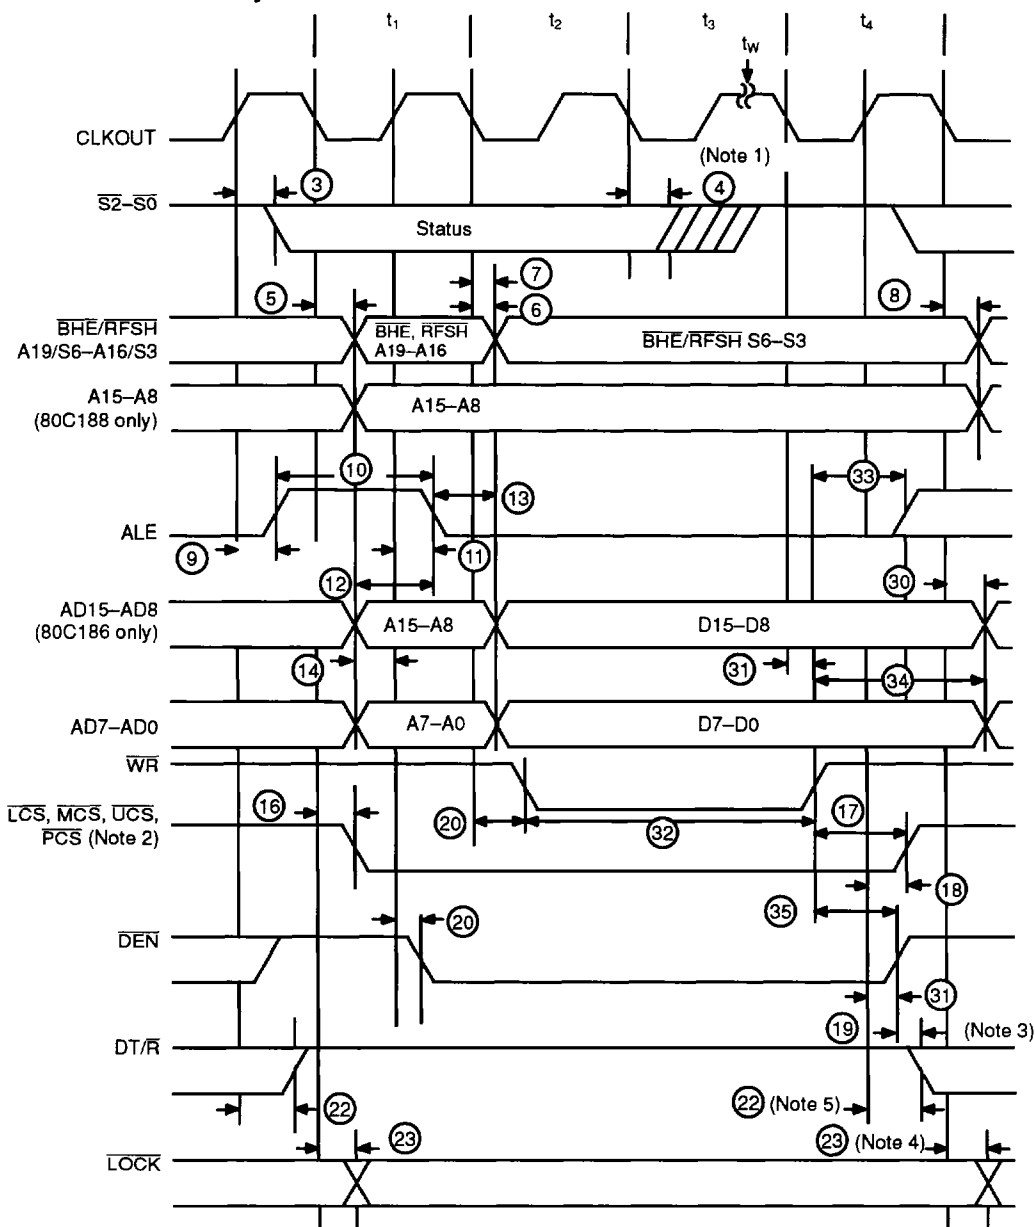 t1 t2 t3 t4
tW
CLKOUT
(Note 1)
3 4
S2–S0
Status
7
5 6 8
BHE/RFSH
A19/S6–A16/S3
BHE, RFSH
A19–A16
BHE/RFSH S6–S3
A15–A8
(80C188 only)
A15–A8
10 33
13
ALE
9 11
12 30
AD15–AD8
(80C186 only)
A15–A8
D15–D8
14 31
34
AD7–AD0
A7–A0
D7–D0
WR
16 17
LCS, MCS, UCS,
PCS (Note 2)
20 32
18
35
20
DEN
31
19 (Note 3)
DT/R
22 22 (Note 5)
23 23 (Note 4)
LOCK